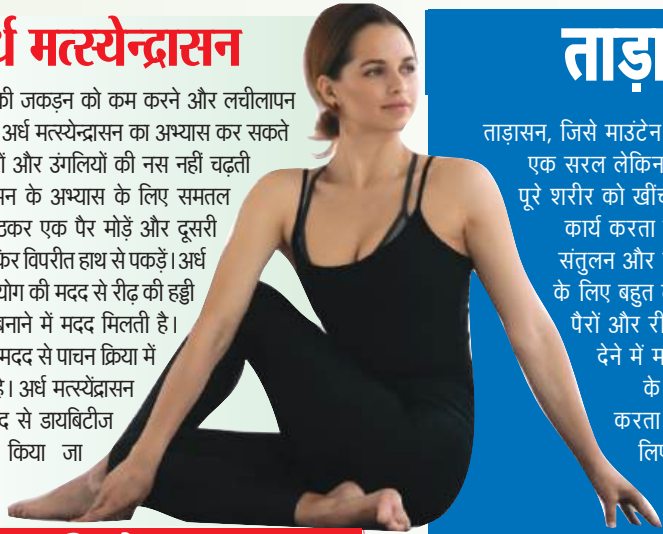 मत्स्येन्द्रासन
की जकड़न को कम करने और लचीलापन
अर्ध मत्स्येन्द्रासन का अभ्यास कर सकते
और उंगलियों की नस नहीं चढ़ती
के अभ्यास के लिए समतल
एक पैर मोड़ें और दूसरी
विपरीत हाथ से पकड़ें। अर्ध
योग की मदद से रीढ़ की हड्डी
बनाने में मदद मिलती है।
मदद से पाचन क्रिया में
है। अर्ध मत्स्येंद्रासन
से डायबिटीज
किया जा
ताड़ा
ताड़ासन, जिसे माउंटेन
एक सरल लेकिन
पूरे शरीर को
कार्य करता
संतुलन और
के लिए बहुत
पैरों और
देने में
के
करता